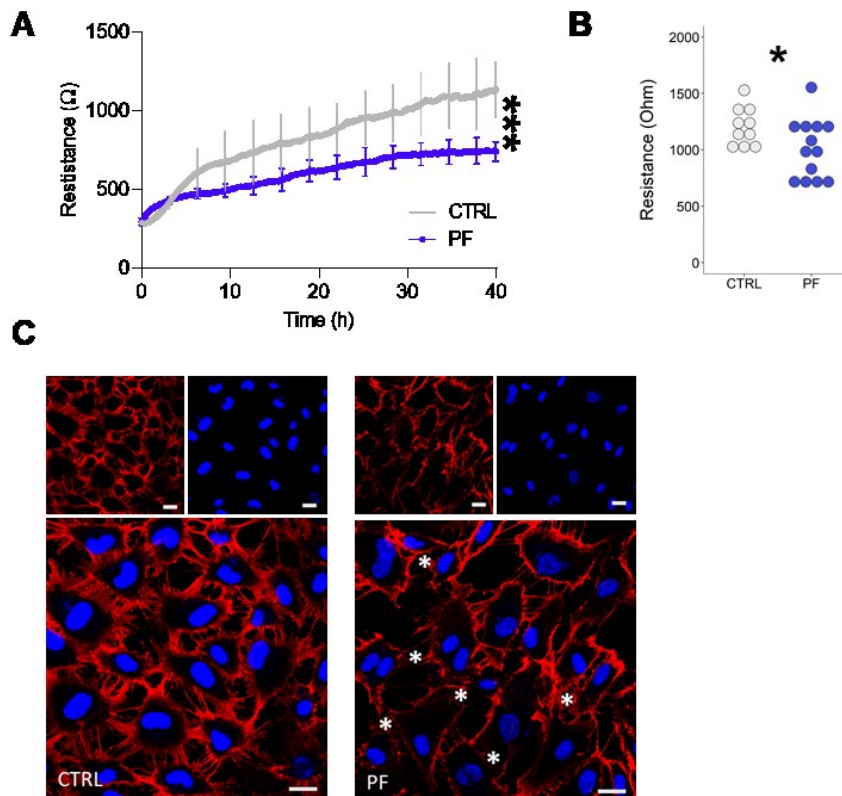 A
Restistance (Ω)
1500
1000
500
0
0
10
20
30
40
Time (h)
CTRL
PF
***
B
Resistance (Ohm)
2000
1500
1000
500
0
*
CTRL
PF
C
CTRL
PF
*
*
*
*
*
*